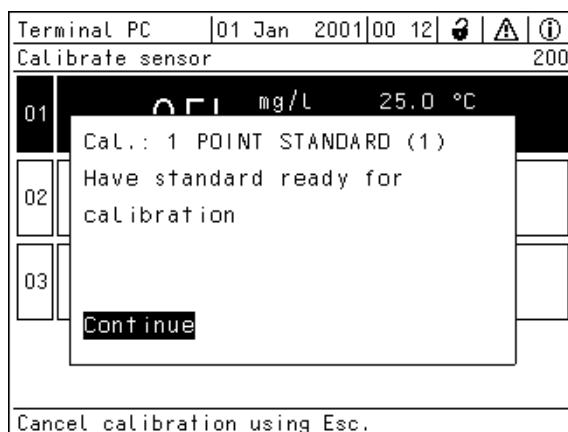 Terminal PC 01 Jan 2001 00 12
Calibrate sensor 200
01 mg/l 25.0 °C
Cal.: 1 POINT STANDARD (1)
Have standard ready for
02
calibration
03
Continue
Cancel calibration using Esc.